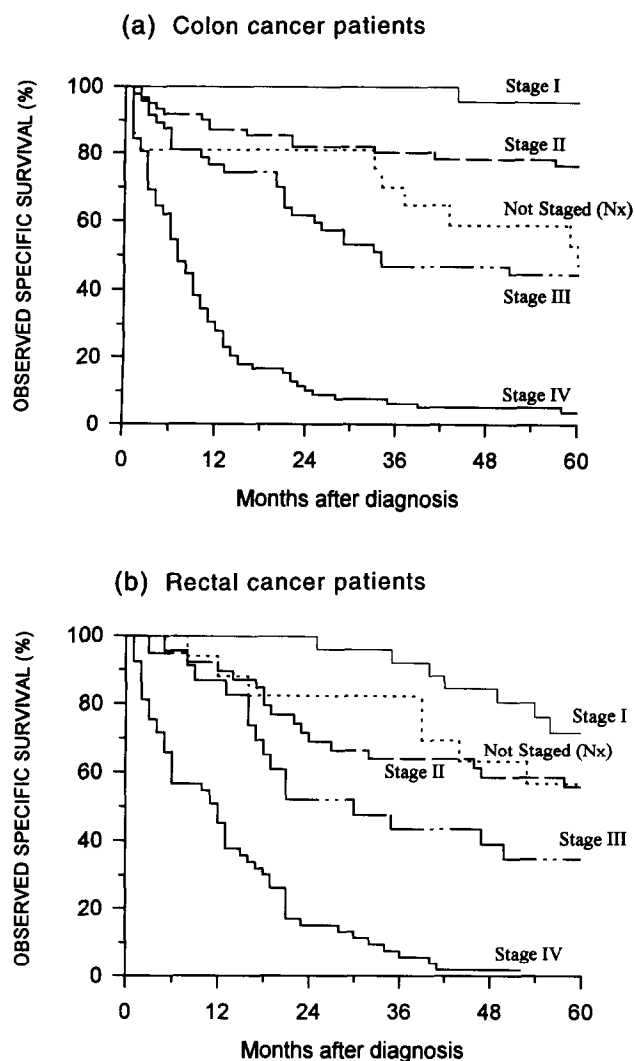 (a) Colon cancer patients
OBSERVED SPECIFIC SURVIVAL (%)
100
80
60
40
20
0
Stage I
Stage II
Not Staged (Nx)
Stage III
Stage IV
0 12 24 36 48 60
Months after diagnosis
(b) Rectal cancer patients
OBSERVED SPECIFIC SURVIVAL (%)
100
80
60
40
20
0
Stage I
Not Staged (Nx)
Stage II
Stage III
Stage IV
0 12 24 36 48 60
Months after diagnosis